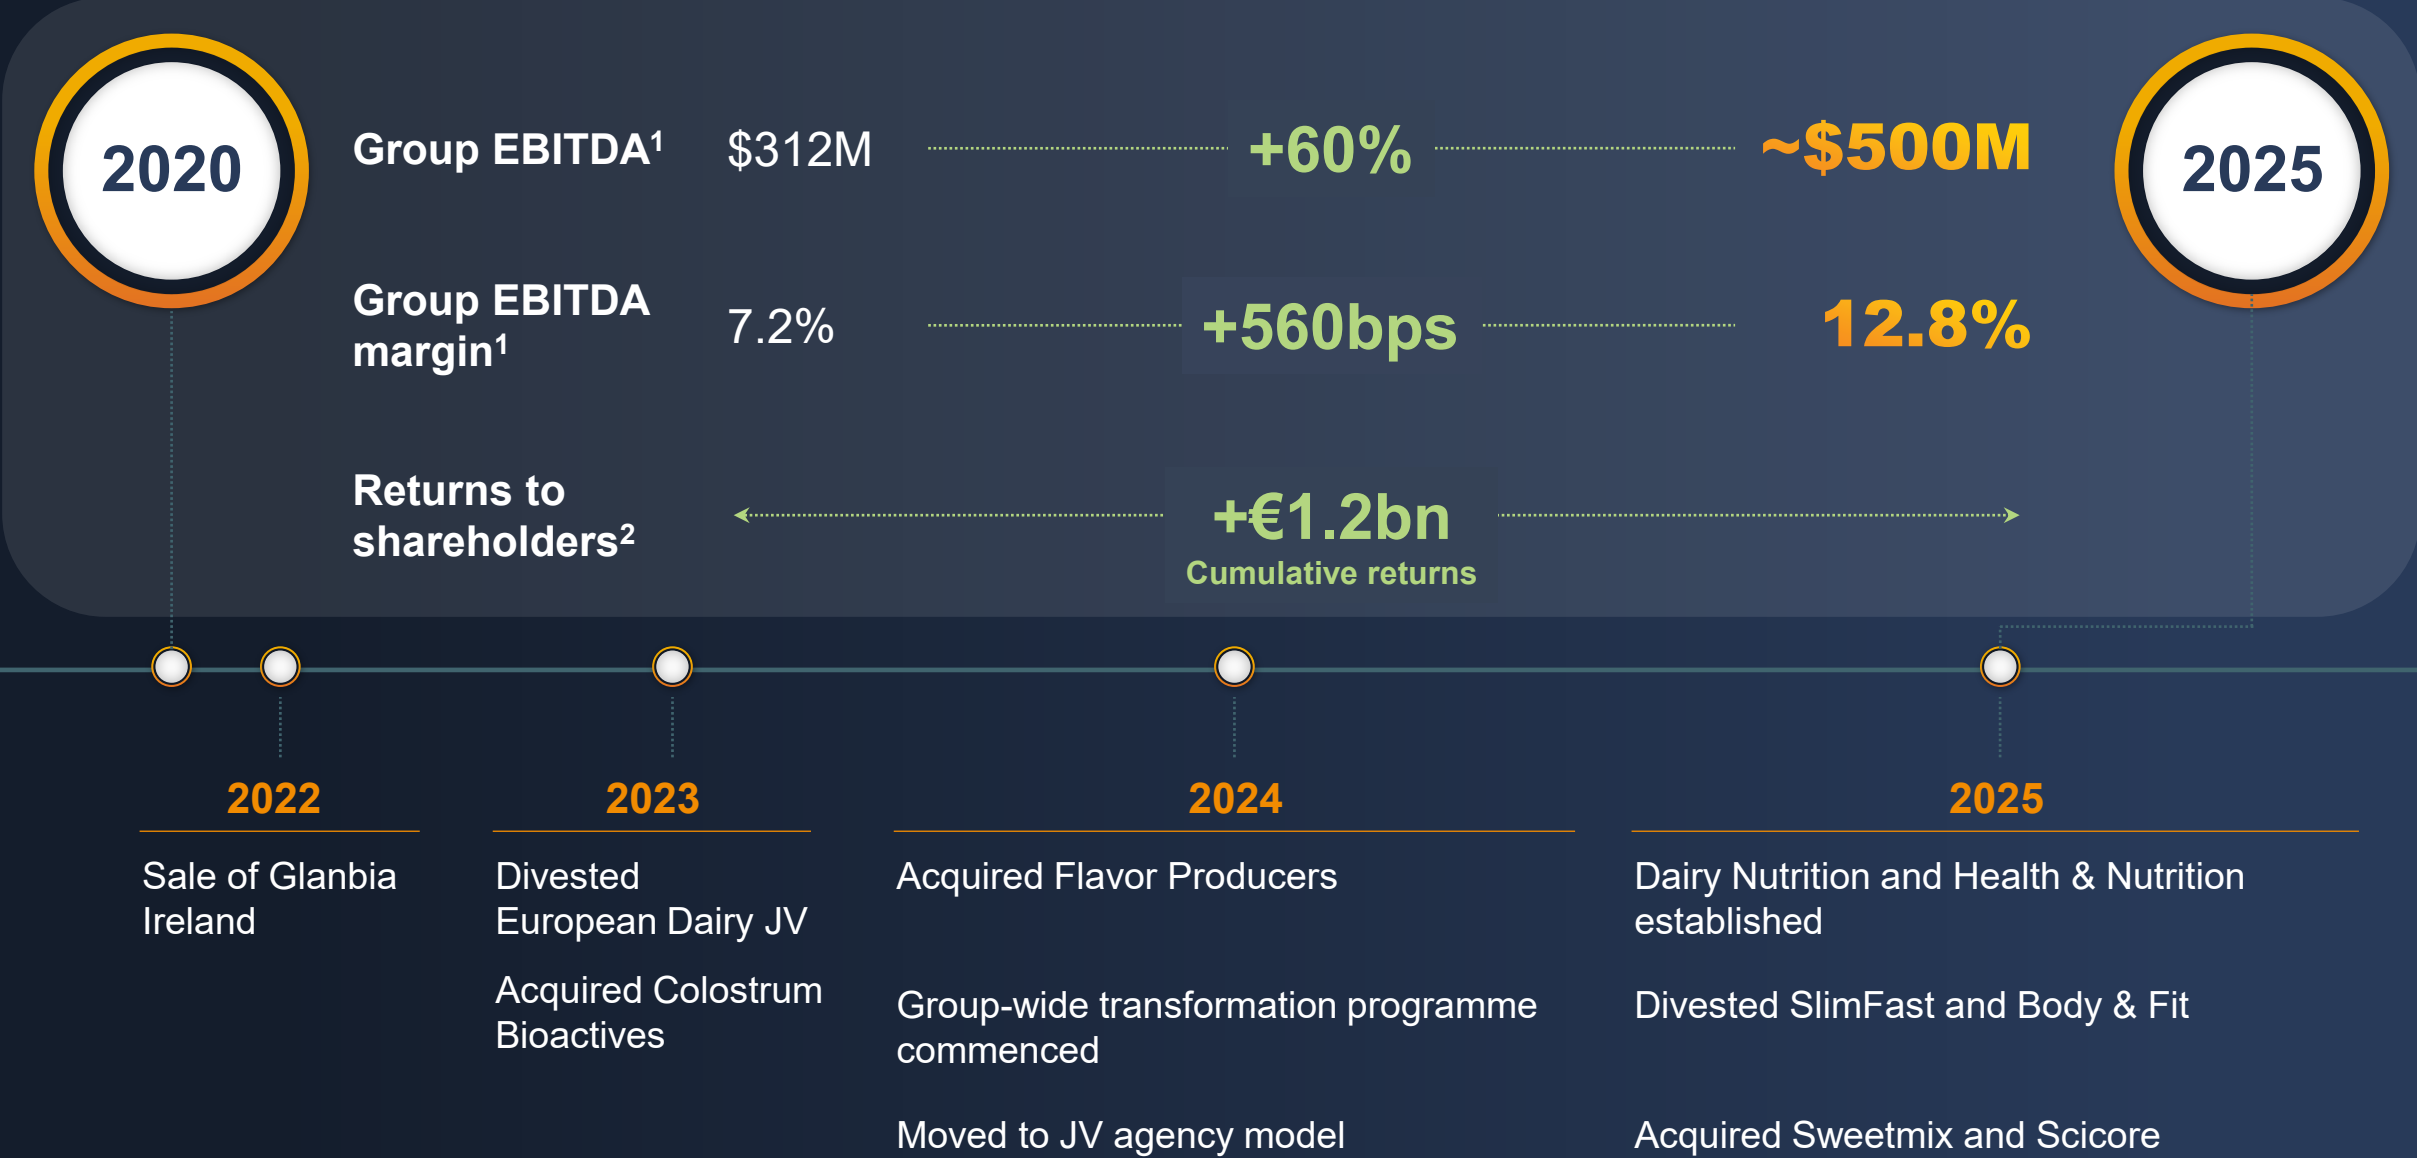 2020
Group EBITDA¹ $312M +60% ~$500M
2025
Group EBITDA
margin¹
7.2% +560bps 12.8%
Returns to
shareholders²
+€1.2bn
Cumulative returns
2022
Sale of Glanbia
Ireland
2023
Divested
European Dairy JV
Acquired Colostrum
Bioactives
2024
Acquired Flavor Producers
Group-wide transformation programme
commenced
Moved to JV agency model
2025
Dairy Nutrition and Health & Nutrition
established
Divested SlimFast and Body & Fit
Acquired Sweetmix and Scicore